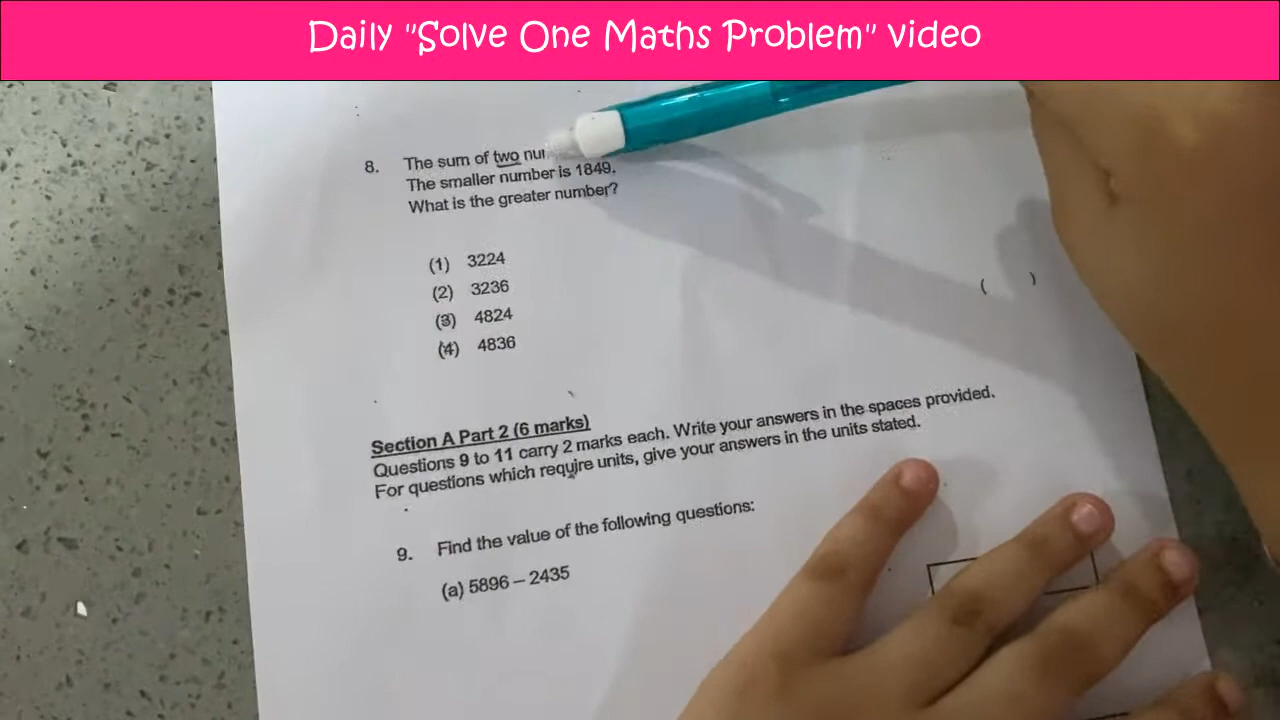 Daily "Solve One Maths Problem" video
8. The sum of two
The smaller number is 1849.
What is the greater number?
(1) 3224
(2) 3236
( )
(3) 4824
(4) 4836
Section A Part 2 (6 marks)
Questions 9 to 11 carry 2 marks each. Write your answers in the spaces provided.
For questions which require units, give your answers in the units stated.
9. Find the value of the following questions:
(a) 5896 – 2435